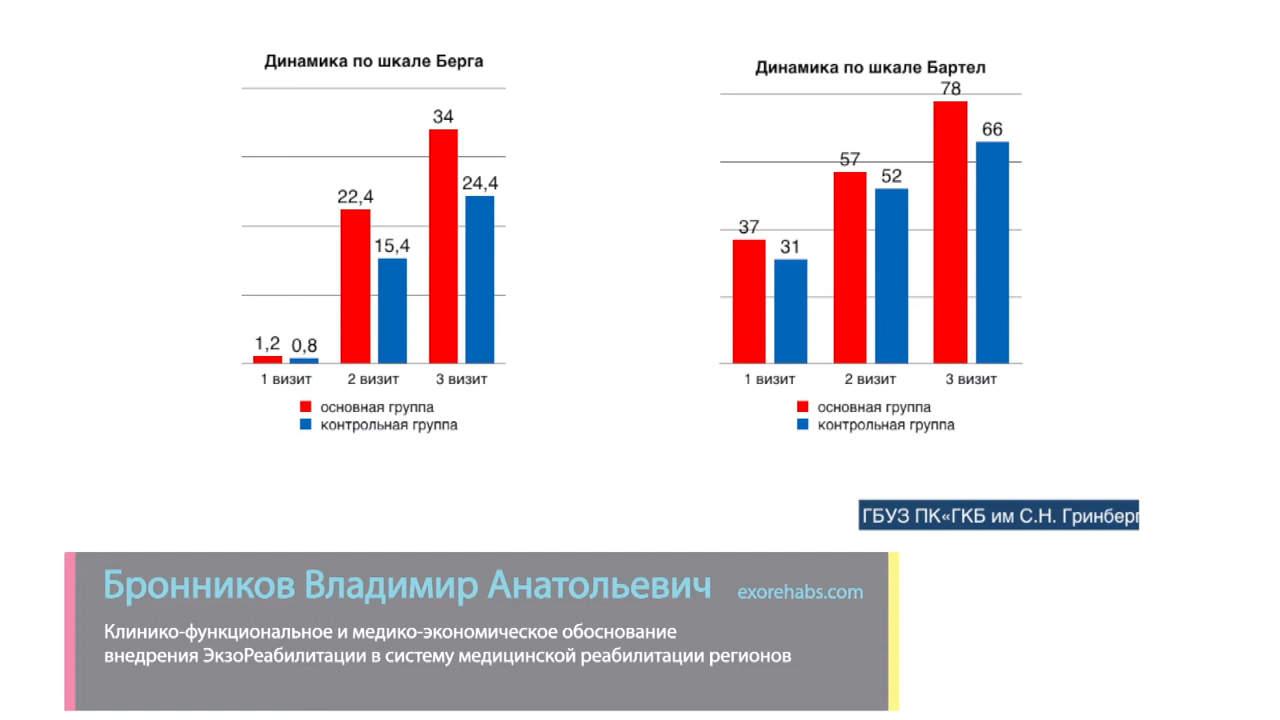 Динамика по шкале Берга
34
22,4
24,4
15,4
1,2
0,8
1 визит 2 визит 3 визит
основная группа
контрольная группа
Динамика по шкале Бартел
78
66
57
52
37
31
1 визит 2 визит 3 визит
основная группа
контрольная группа
ГБУЗ ПК«ГКБ им С.Н. Гринберг
Бронников Владимир Анатольевич exorehabs.com
Клинико-функциональное и медико-экономическое обоснование
внедрения ЭкзоРеабилитации в систему медицинской реабилитации регионов